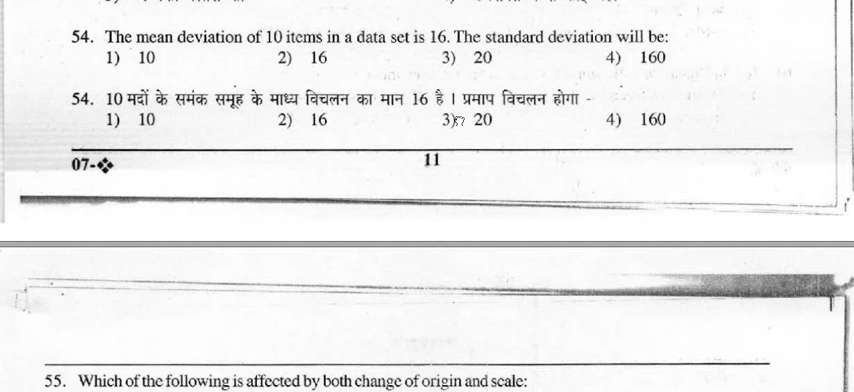 54. The mean deviation of 10 items in a data set is 16. The standard deviation will be:
1) 10 2) 16 3) 20 4) 160
54. 10 मदों के समंक समूह के माध्य विचलन का मान 16 है । प्रमाप विचलन होगा -
1) 10 2) 16 3) 20 4) 160
07-❖ 11
55. Which of the following is affected by both change of origin and scale: